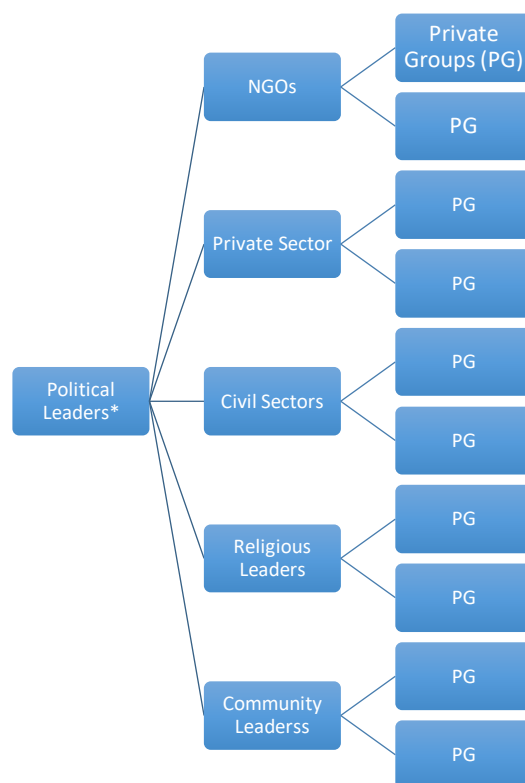 Private
Groups (PG)
NGOs
PG
PG
Private Sector
PG
PG
Political
Leaders*
Civil Sectors
PG
PG
Religious
Leaders
PG
PG
Community
Leaderss
PG